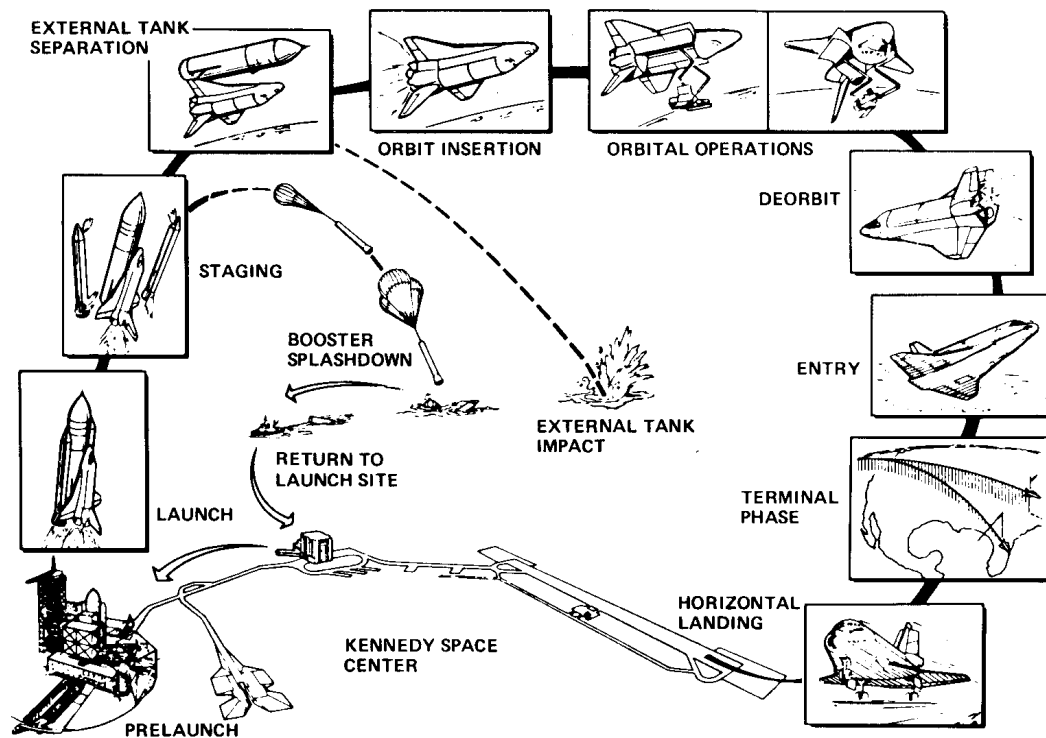 EXTERNAL TANK
SEPARATION
ORBIT INSERTION
ORBITAL OPERATIONS
DEORBIT
STAGING
BOOSTER
SPLASHDOWN
ENTRY
EXTERNAL TANK
IMPACT
RETURN TO
LAUNCH SITE
TERMINAL
PHASE
LAUNCH
HORIZONTAL
LANDING
KENNEDY SPACE
CENTER
PRELAUNCH